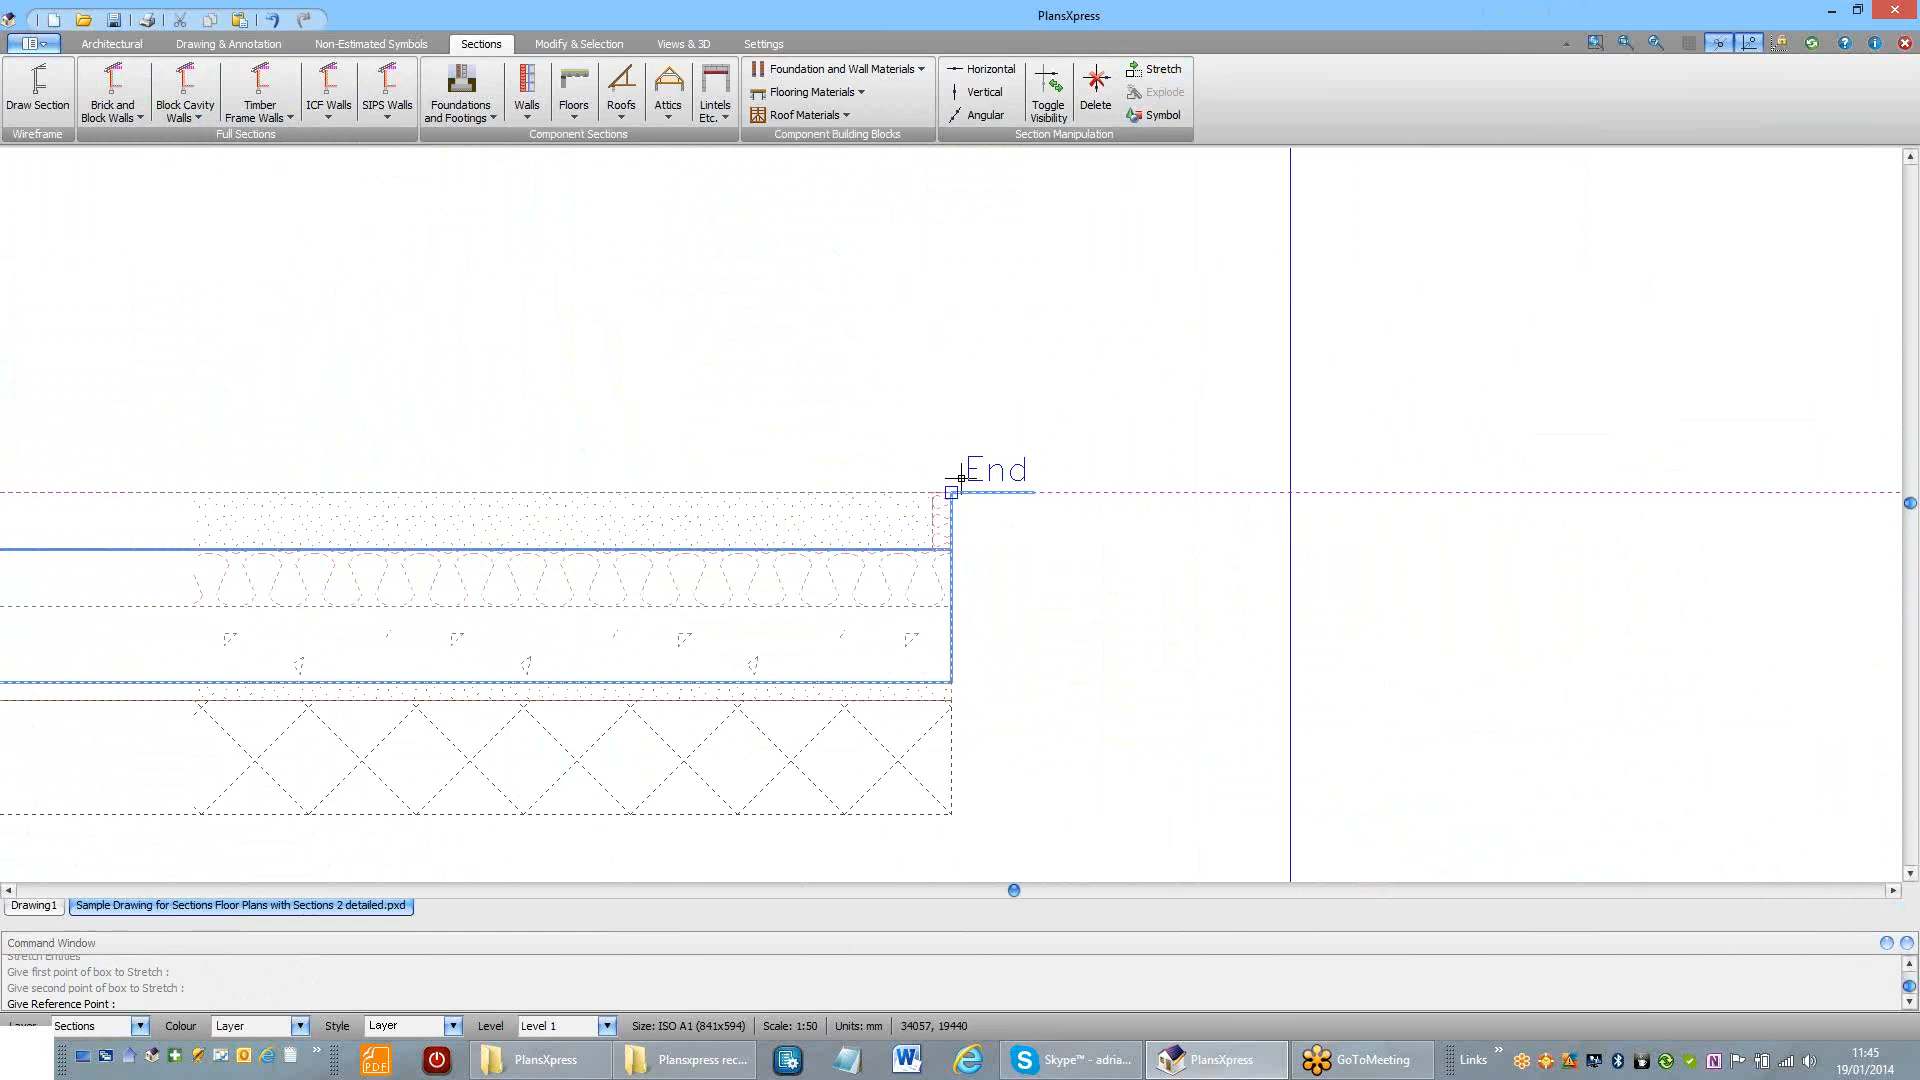 PlansXpress
Architectural Drawing & Annotation Non-Estimated Symbols Sections Modify & Selection Views & 3D Settings
Draw Section
Brick and Block Walls
Block Cavity Walls
Timber Frame Walls
ICF Walls
SIPS Walls
Foundations and Footings
Walls
Floors
Roofs
Attics
Lintels Etc.
Foundation and Wall Materials
Flooring Materials
Roof Materials
Horizontal
Vertical
Angular
Toggle Visibility
Delete
Stretch
Explode
Symbol
Wireframe Full Sections Component Sections Component Building Blocks Section Manipulation
End
Drawing1 Sample Drawing for Sections Floor Plans with Sections 2 detailed.pxd
Command Window
Stretch Entities
Give first point of box to Stretch :
Give second point of box to Stretch :
Give Reference Point :
Sections Colour Layer Style Layer Level Level 1 Size: ISO A1 (841x594) Scale: 1:50 Units: mm 34057, 19440
PDF PlansXpress Plansxpress rec... Skype™ - adria... PlansXpress GoToMeeting Links 11:45
19/01/2014